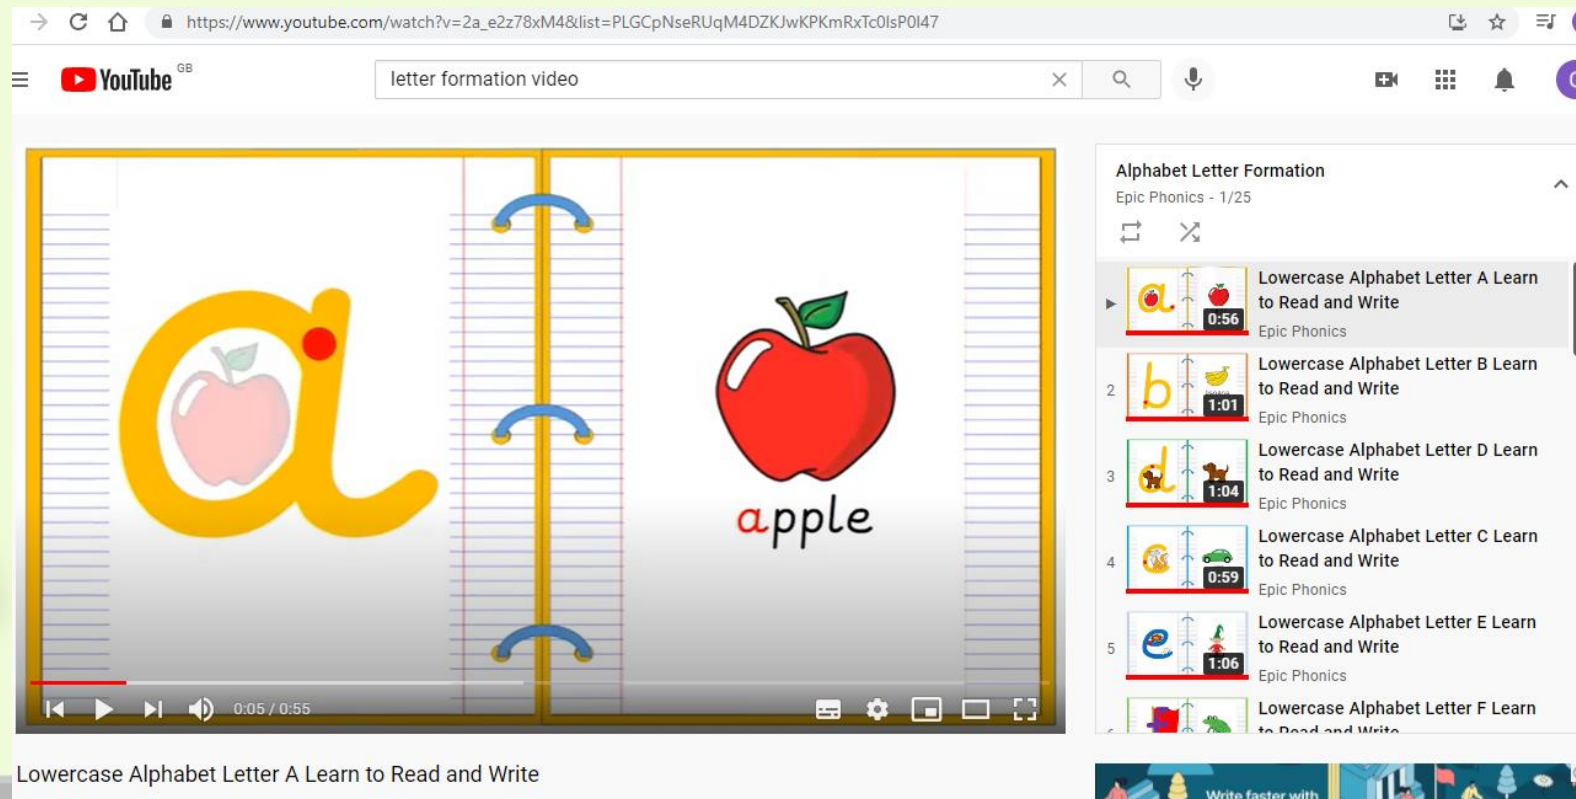 https://www.youtube.com/watch?v=2a_e2z78xM4&list=PLGCpNseRUqM4DZKJwKPKmRxTc0IsP0I47
YouTube GB
letter formation video
a
apple
0:05 / 0:55
Lowercase Alphabet Letter A Learn to Read and Write
Alphabet Letter Formation
Epic Phonics - 1/25
a
0:56
Lowercase Alphabet Letter A Learn
to Read and Write
Epic Phonics
2
b
1:01
Lowercase Alphabet Letter B Learn
to Read and Write
Epic Phonics
3
d
1:04
Lowercase Alphabet Letter D Learn
to Read and Write
Epic Phonics
4
c
0:59
Lowercase Alphabet Letter C Learn
to Read and Write
Epic Phonics
5
e
1:06
Lowercase Alphabet Letter E Learn
to Read and Write
Epic Phonics
Lowercase Alphabet Letter F Learn
to Read and Write
Write faster with